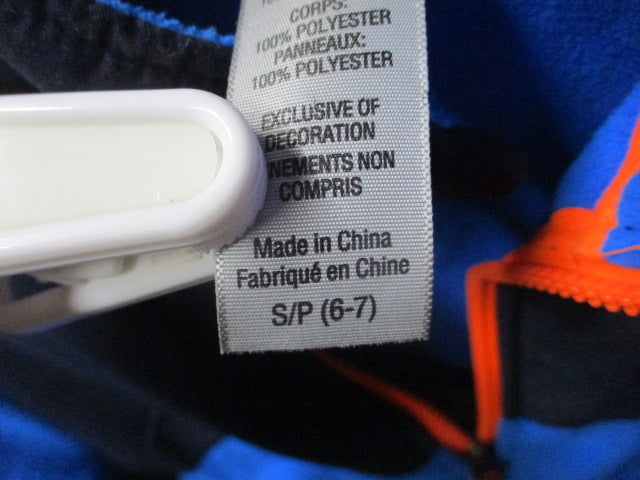 CORPS:
100% POLYESTER
PANNEAUX:
100% POLYESTER
EXCLUSIVE OF
DECORATION
NEMENTS NON
COMPRIS
Made in China
Fabriqué en Chine
S/P (6-7)